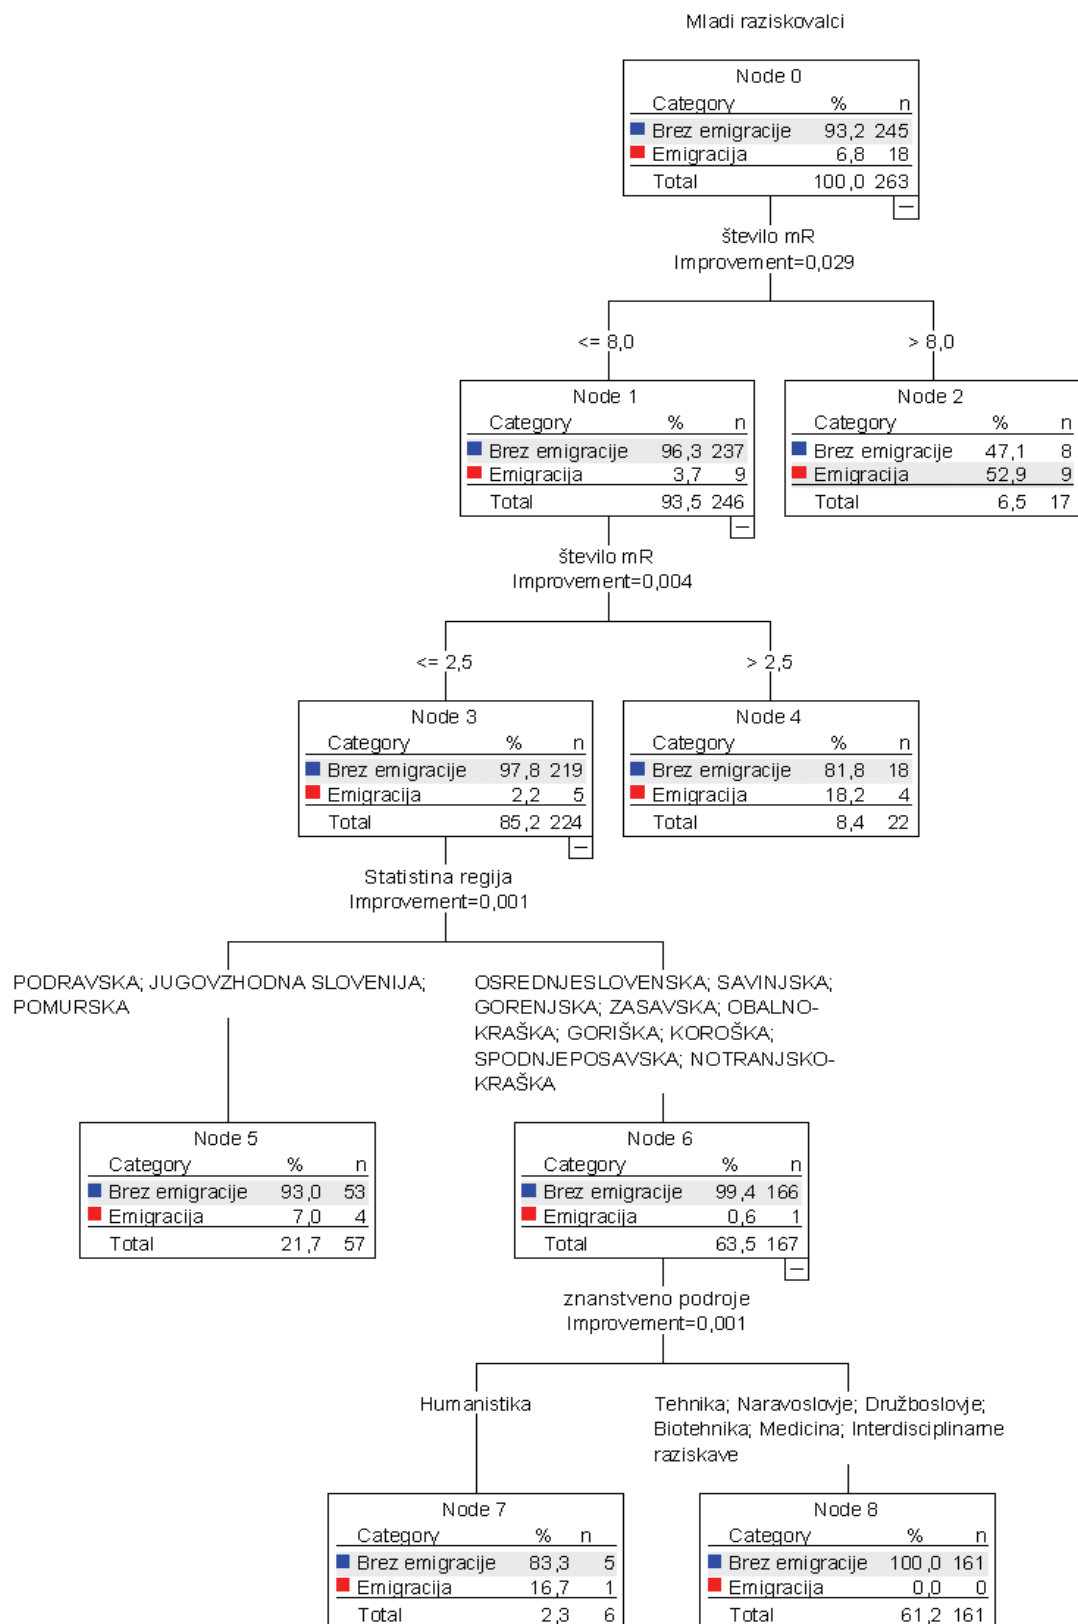 Mladi raziskovalci
Node 0
Category % n
Brez emigracije 93,2 245
Emigracija 6,8 18
Total 100,0 263
število mR
Improvement=0,029
<= 8,0
> 8,0
Node 1
Category % n
Brez emigracije 96,3 237
Emigracija 3,7 9
Total 93,5 246
Node 2
Category % n
Brez emigracije 47,1 8
Emigracija 52,9 9
Total 6,5 17
število mR
Improvement=0,004
<= 2,5
> 2,5
Node 3
Category % n
Brez emigracije 97,8 219
Emigracija 2,2 5
Total 85,2 224
Node 4
Category % n
Brez emigracije 81,8 18
Emigracija 18,2 4
Total 8,4 22
Statistina regija
Improvement=0,001
PODRAVSKA; JUGOVZHODNA SLOVENIJA;
POMURSKA
OSREDNJESLOVENSKA; SAVINJSKA;
GORENJSKA; ZASAVSKA; OBALNO-
KRAŠKA; GORIŠKA; KOROŠKA;
SPODNJEPOSAVSKA; NOTRANJSKO-
KRAŠKA
Node 5
Category % n
Brez emigracije 93,0 53
Emigracija 7,0 4
Total 21,7 57
Node 6
Category % n
Brez emigracije 99,4 166
Emigracija 0,6 1
Total 63,5 167
znanstveno podroje
Improvement=0,001
Humanistika
Tehnika; Naravoslovje; Družboslovje;
Biotehnika; Medicina; Interdisciplinarne
raziskave
Node 7
Category % n
Brez emigracije 83,3 5
Emigracija 16,7 1
Total 2,3 6
Node 8
Category % n
Brez emigracije 100,0 161
Emigracija 0,0 0
Total 61,2 161